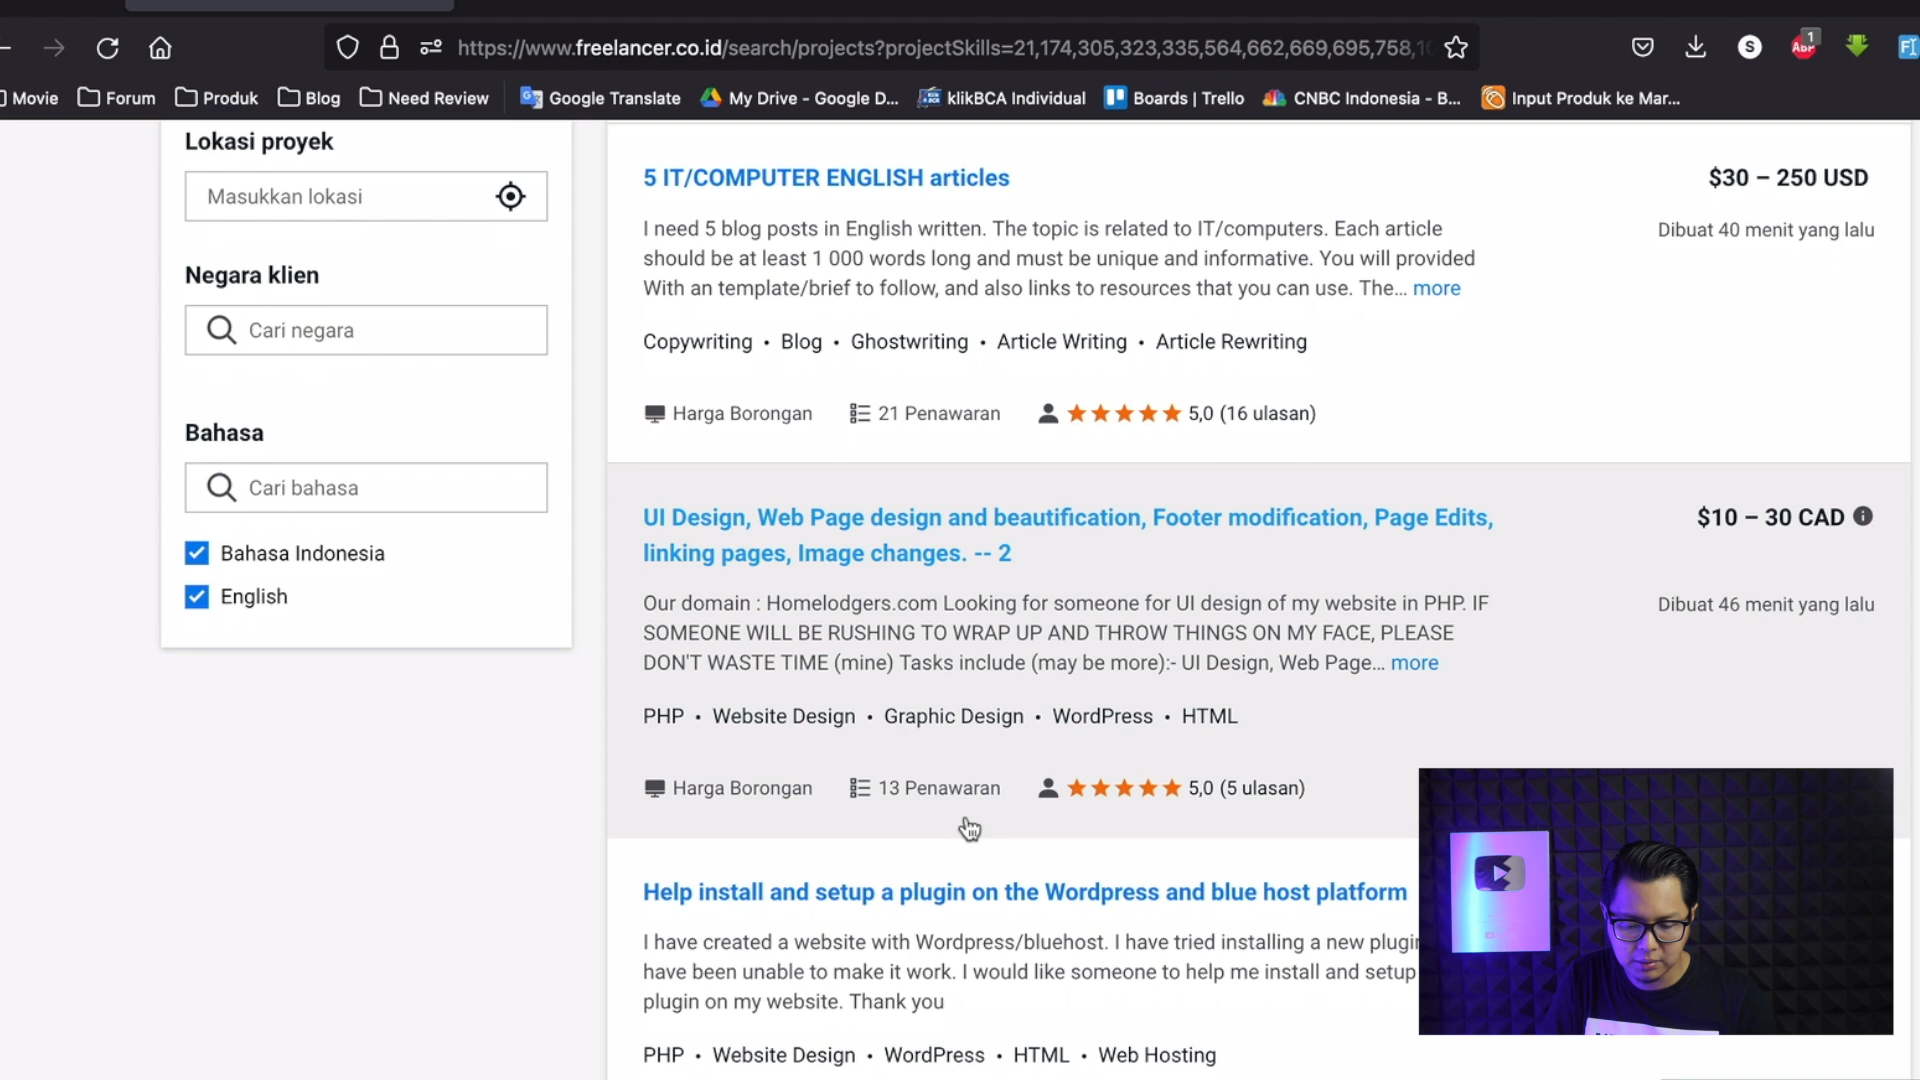 https://www.freelancer.co.id/search/projects?projectSkills=21,174,305,323,335,564,662,669,695,758,1
S
ABP
1
Movie
Forum
Produk
Blog
Need Review
Google Translate
My Drive - Google D...
klikBCA Individual
Boards | Trello
CNBC Indonesia - B...
Input Produk ke Mar...
Lokasi proyek
Masukkan lokasi
Negara klien
Cari negara
Bahasa
Cari bahasa
Bahasa Indonesia
English
5 IT/COMPUTER ENGLISH articles
$30 – 250 USD
I need 5 blog posts in English written. The topic is related to IT/computers. Each article
Dibuat 40 menit yang lalu
should be at least 1 000 words long and must be unique and informative. You will provided
With an template/brief to follow, and also links to resources that you can use. The... more
Copywriting • Blog • Ghostwriting • Article Writing • Article Rewriting
Harga Borongan
21 Penawaran
5,0 (16 ulasan)
UI Design, Web Page design and beautification, Footer modification, Page Edits,
linking pages, Image changes. -- 2
$10 – 30 CAD
Our domain : Homelodgers.com Looking for someone for UI design of my website in PHP. IF
Dibuat 46 menit yang lalu
SOMEONE WILL BE RUSHING TO WRAP UP AND THROW THINGS ON MY FACE, PLEASE
DON'T WASTE TIME (mine) Tasks include (may be more):- UI Design, Web Page... more
PHP • Website Design • Graphic Design • WordPress • HTML
Harga Borongan
13 Penawaran
5,0 (5 ulasan)
Help install and setup a plugin on the Wordpress and blue host platform
I have created a website with Wordpress/bluehost. I have tried installing a new plugin
have been unable to make it work. I would like someone to help me install and setup
plugin on my website. Thank you
PHP • Website Design • WordPress • HTML • Web Hosting